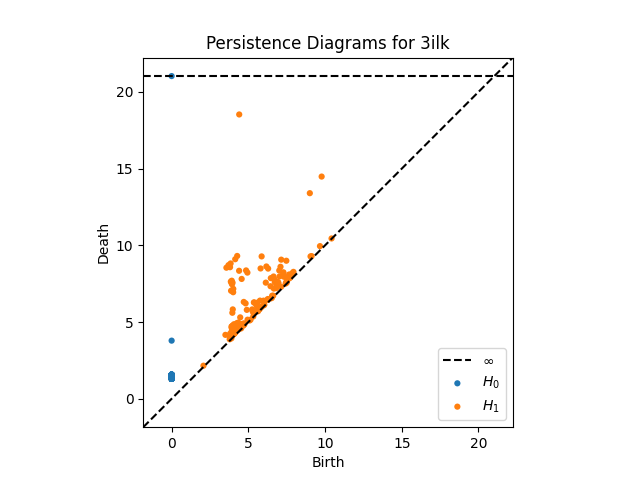 Persistence Diagrams for 3ilk
Death
20
15
10
5
0
0 5 10 15 20
Birth
∞
H₀
H₁